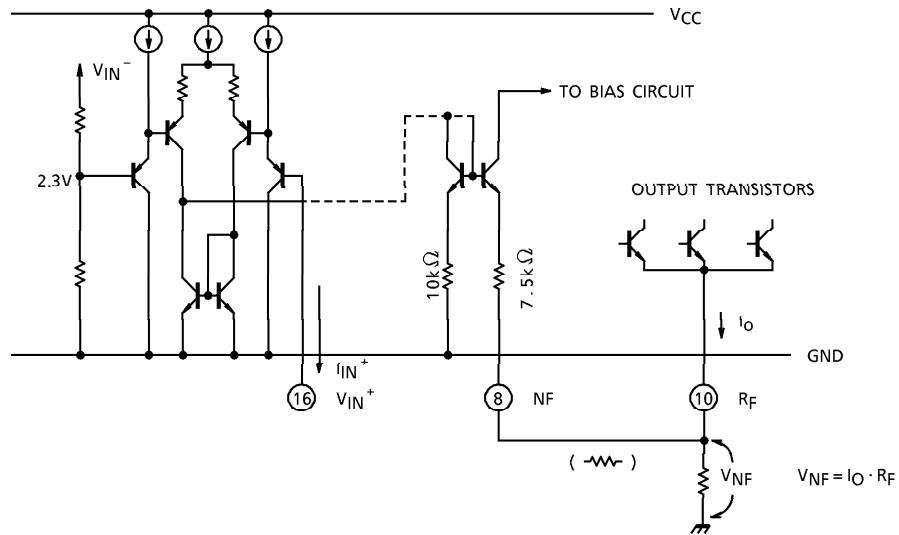 VCC
VIN⁻
TO BIAS CIRCUIT
2.3V
OUTPUT TRANSISTORS
10kΩ
7.5kΩ
IO
GND
IIN⁺
16 VIN⁺
8 NF
10 RF
( )
VNF
VNF = IO · RF